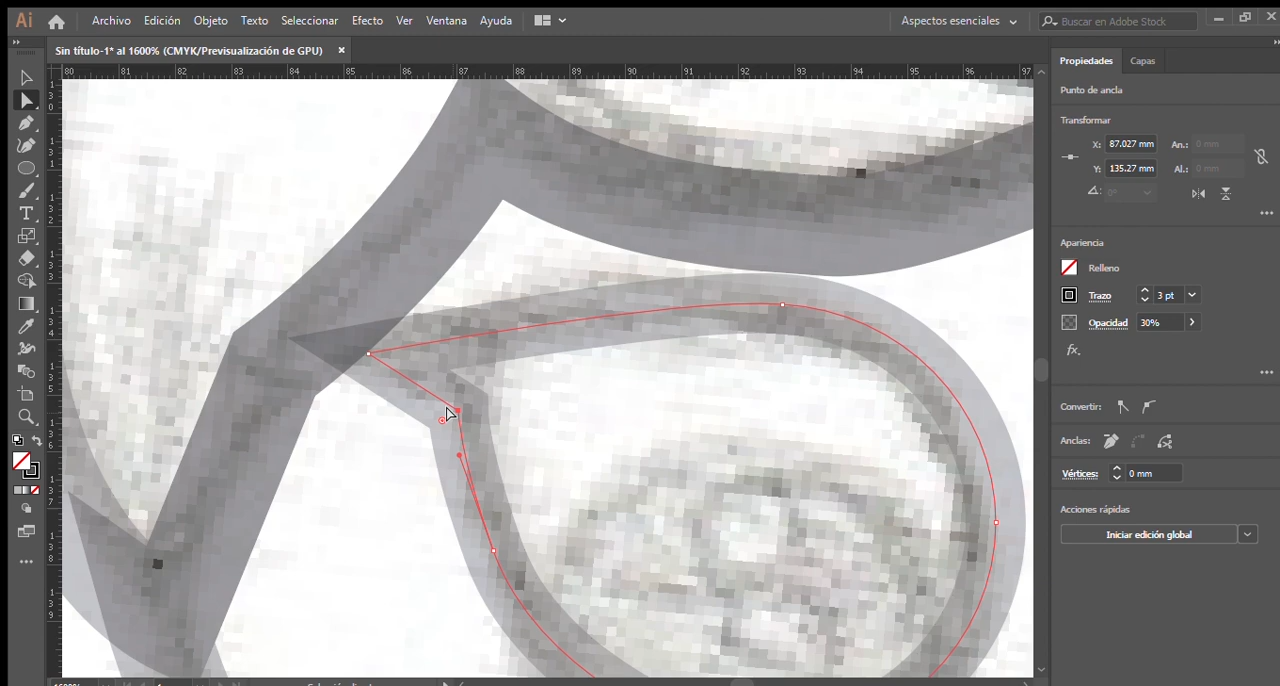 Ai Archivo Edición Objeto Texto Seleccionar Efecto Ver Ventana Ayuda Aspectos esenciales Buscar en Adobe Stock
Sin título-1* al 1600% (CMYK/Previsualización de GPU) ×
80 81 82 83 84 85 86 87 88 89 90 91 92 93 94 95 96 97
Propiedades Capas
Punto de ancla
Transformar
X: 87.027 mm An.: 0 mm
Y: 135.27 mm Al.: 0 mm
0°
Apariencia
Relleno
Trazo 3 pt
Opacidad 30%
fx.
Convertir:
Anclas:
Vértices: 0 mm
Acciones rápidas
Iniciar edición global